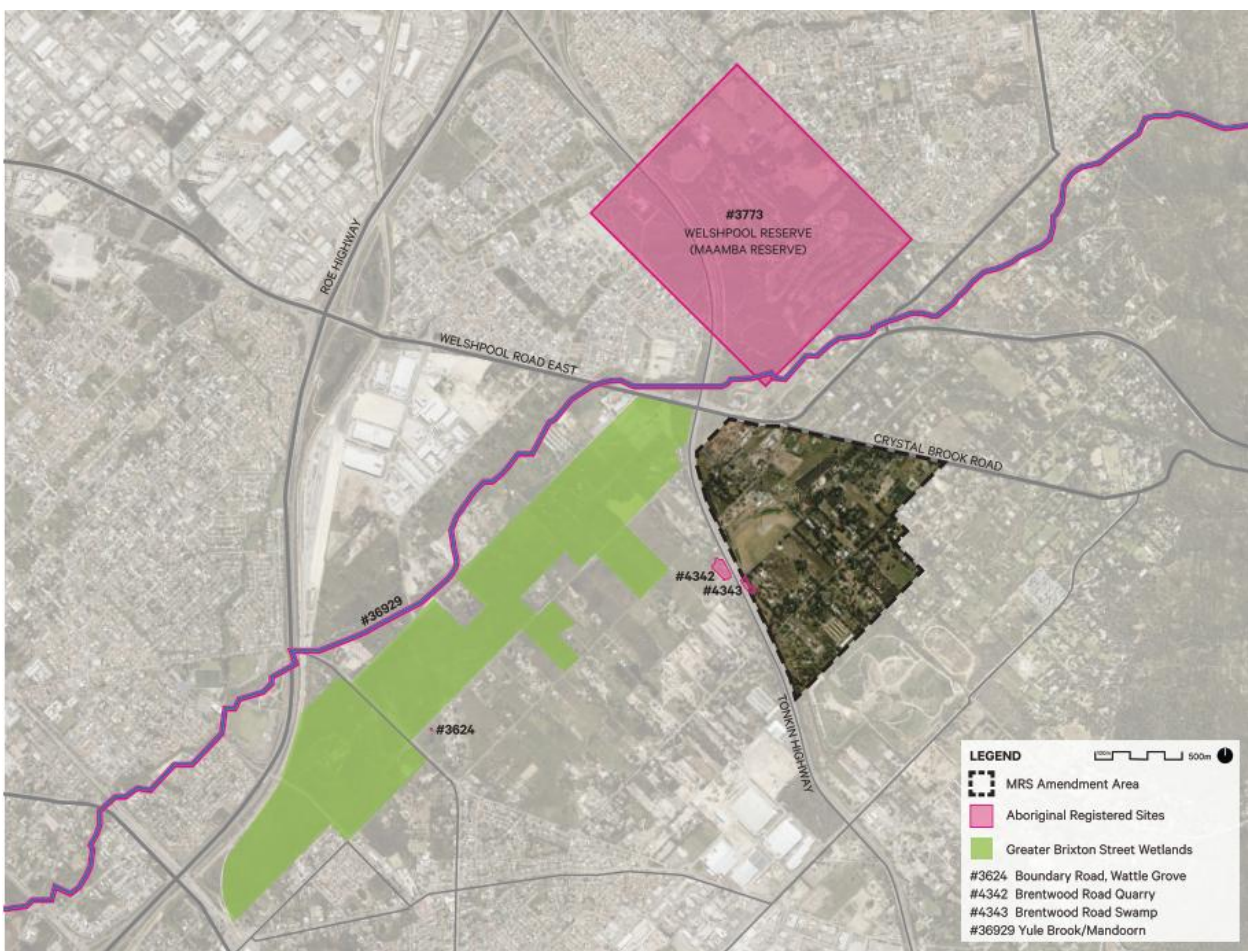 #3773
WELSHPOOL RESERVE
(MAAMBA RESERVE)
ROE HIGHWAY
WELSHPOOL ROAD EAST
CRYSTAL BROOK ROAD
#4342
#4343
#36929
#3624
TONKIN HIGHWAY
LEGEND
500m
MRS Amendment Area
Aboriginal Registered Sites
Greater Brixton Street Wetlands
#3624 Boundary Road, Wattle Grove
#4342 Brentwood Road Quarry
#4343 Brentwood Road Swamp
#36929 Yule Brook/Mandoorn